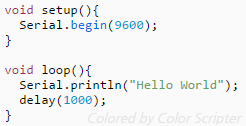 void setup(){
  Serial.begin(9600);
}

void loop(){
  Serial.println("Hello World");
  delay(1000);
}
Colored by Color Scripter